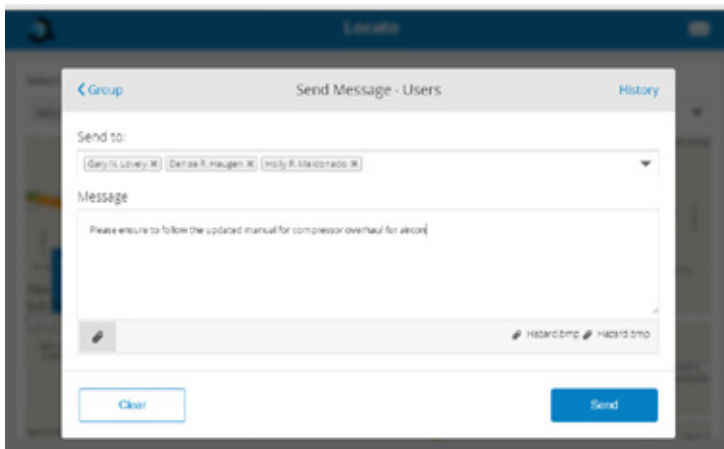 Locate
Group
Send Message - Users
History
Send to:
Gary N. Lovely x Denise R. Haugen x Holly R. Maldonado x
Message
Please ensure to follow the updated manual for compressor overhaul for aircon
Hazard.bmp Hazard.bmp
Clear
Send